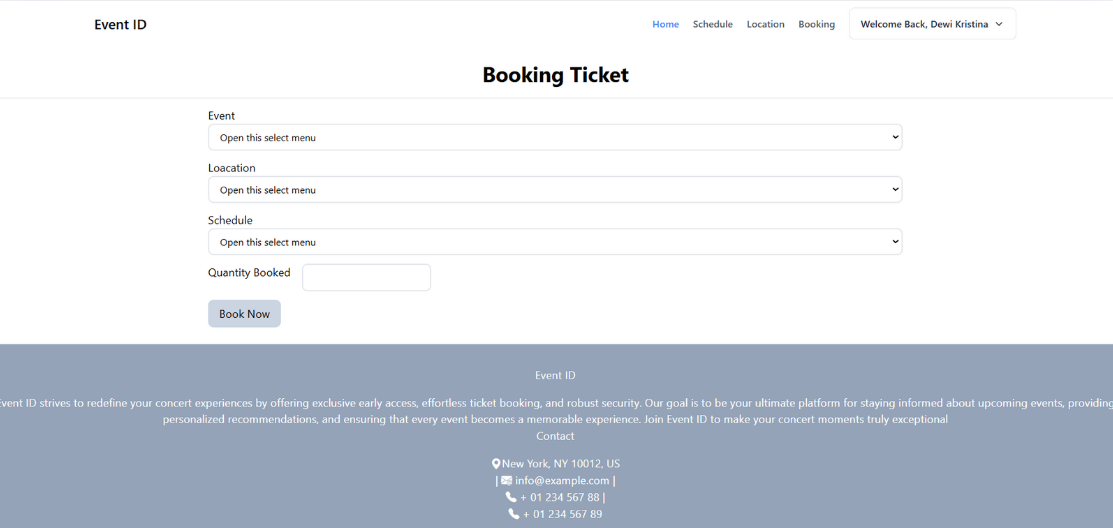 Event ID
Home Schedule Location Booking Welcome Back, Dewi Kristina
Booking Ticket
Event
Open this select menu
Loacation
Open this select menu
Schedule
Open this select menu
Quantity Booked
Book Now
Event ID
Event ID strives to redefine your concert experiences by offering exclusive early access, effortless ticket booking, and robust security. Our goal is to be your ultimate platform for staying informed about upcoming events, providing
personalized recommendations, and ensuring that every event becomes a memorable experience. Join Event ID to make your concert moments truly exceptional
Contact
New York, NY 10012, US
| info@example.com |
+ 01 234 567 88 |
+ 01 234 567 89